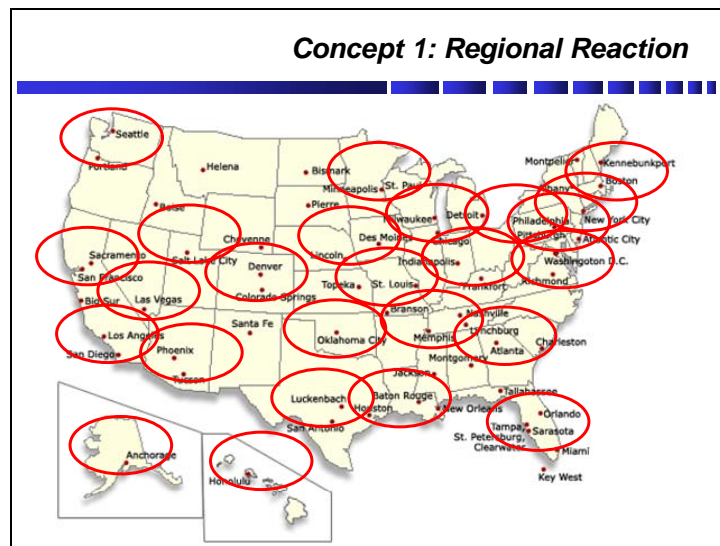 Concept 1: Regional Reaction
Seattle
Portland
Helena
Bismark
Minneapolis
St. Paul
Montpelier
Kennebunkport
Boston
Albany
New York City
Boise
Pierre
Milwaukee
Detroit
Philadelphia
Pittsburgh
Atlantic City
Cheyenne
Salt Lake City
Lincoln
Des Moines
Chicago
Indianapolis
Washington D.C.
Richmond
Sacramento
San Francisco
Denver
Colorado Springs
Topeka
St. Louis
Frankfort
Big Sur
Las Vegas
Branson
Nashville
Lynchburg
Los Angeles
San Diego
Santa Fe
Oklahoma City
Memphis
Atlanta
Charleston
Phoenix
Tucson
Montgomery
Jackson
Luckenbach
San Antonio
Houston
Baton Rouge
New Orleans
Tallahassee
Orlando
Tampa,
St. Petersburg,
Clearwater
Sarasota
Miami
Key West
Anchorage
Honolulu